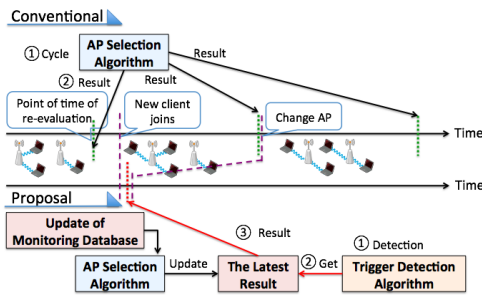 Conventional
① Cycle
AP Selection
Algorithm
Result
② Result
Result
Point of time of
re-evaluation
New client
joins
Change AP
Time
Time
Proposal
Update of
Monitoring Database
③ Result
① Detection
AP Selection
Algorithm
Update
The Latest
Result
② Get
Trigger Detection
Algorithm